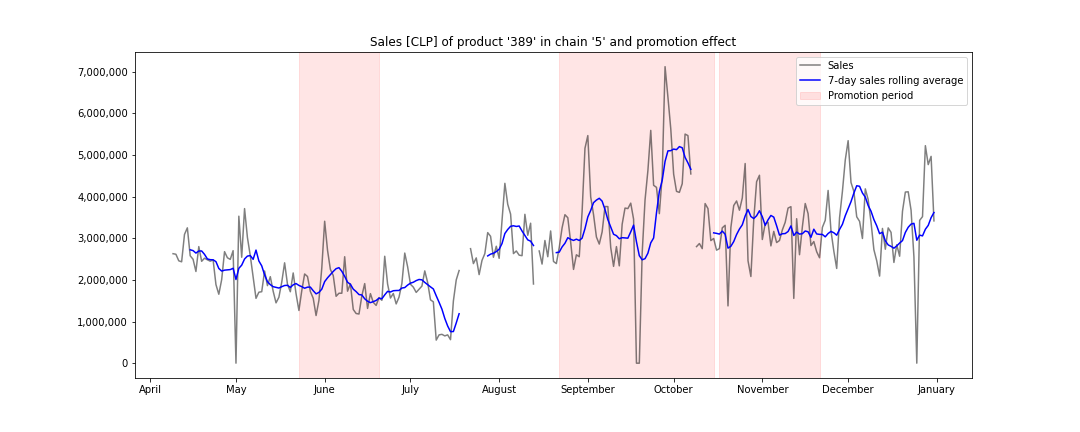 Sales [CLP] of product '389' in chain '5' and promotion effect
7,000,000
6,000,000
5,000,000
4,000,000
3,000,000
2,000,000
1,000,000
0
Sales
7-day sales rolling average
Promotion period
April
May
June
July
August
September
October
November
December
January